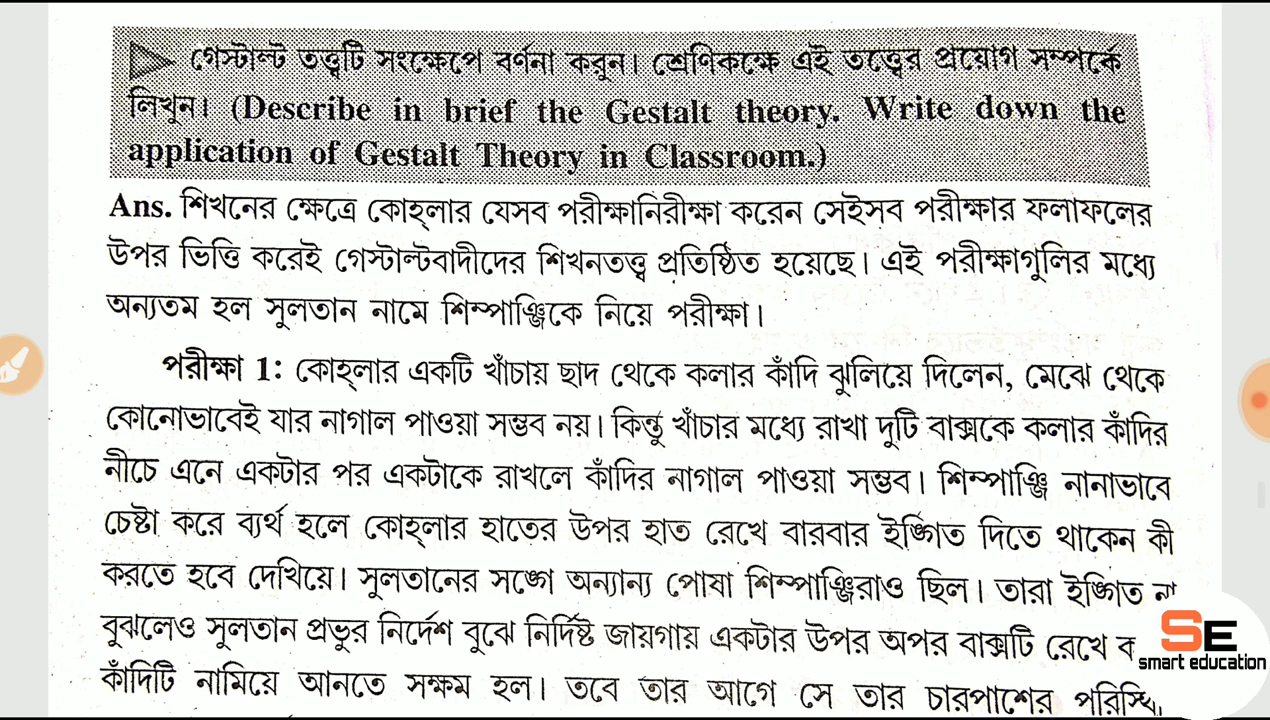 গেস্টাল্ট তত্ত্বটি সংক্ষেপে বর্ণনা করুন। শ্রেণিকক্ষে এই তত্ত্বের প্রয়োগ সম্পর্কে
লিখুন। (Describe in brief the Gestalt theory. Write down the
application of Gestalt Theory in Classroom.)
Ans. শিখনের ক্ষেত্রে কোহ্‌লার যেসব পরীক্ষানিরীক্ষা করেন সেইসব পরীক্ষার ফলাফলের
উপর ভিত্তি করেই গেস্টাল্টবাদীদের শিখনতত্ত্ব প্রতিষ্ঠিত হয়েছে। এই পরীক্ষাগুলির মধ্যে
অন্যতম হল সুলতান নামে শিম্পাঞ্জিকে নিয়ে পরীক্ষা।
পরীক্ষা 1: কোহ্‌লার একটি খাঁচায় ছাদ থেকে কলার কাঁদি ঝুলিয়ে দিলেন, মেঝে থেকে
কোনোভাবেই যার নাগাল পাওয়া সম্ভব নয়। কিন্তু খাঁচার মধ্যে রাখা দুটি বাক্সকে কলার কাঁদির
নীচে এনে একটার পর একটাকে রাখলে কাঁদির নাগাল পাওয়া সম্ভব। শিম্পাঞ্জি নানাভাবে
চেষ্টা করে ব্যর্থ হলে কোহ্‌লার হাতের উপর হাত রেখে বারবার ইঙ্গিত দিতে থাকেন কী
করতে হবে দেখিয়ে। সুলতানের সঙ্গে অন্যান্য পোষা শিম্পাঞ্জিরাও ছিল। তারা ইঙ্গিত না
বুঝলেও সুলতান প্রভুর নির্দেশ বুঝে নির্দিষ্ট জায়গায় একটার উপর অপর বাক্সটি রেখে ক
কাঁদিটি নামিয়ে আনতে সক্ষম হল। তবে তার আগে সে তার চারপাশের
SE
smart education